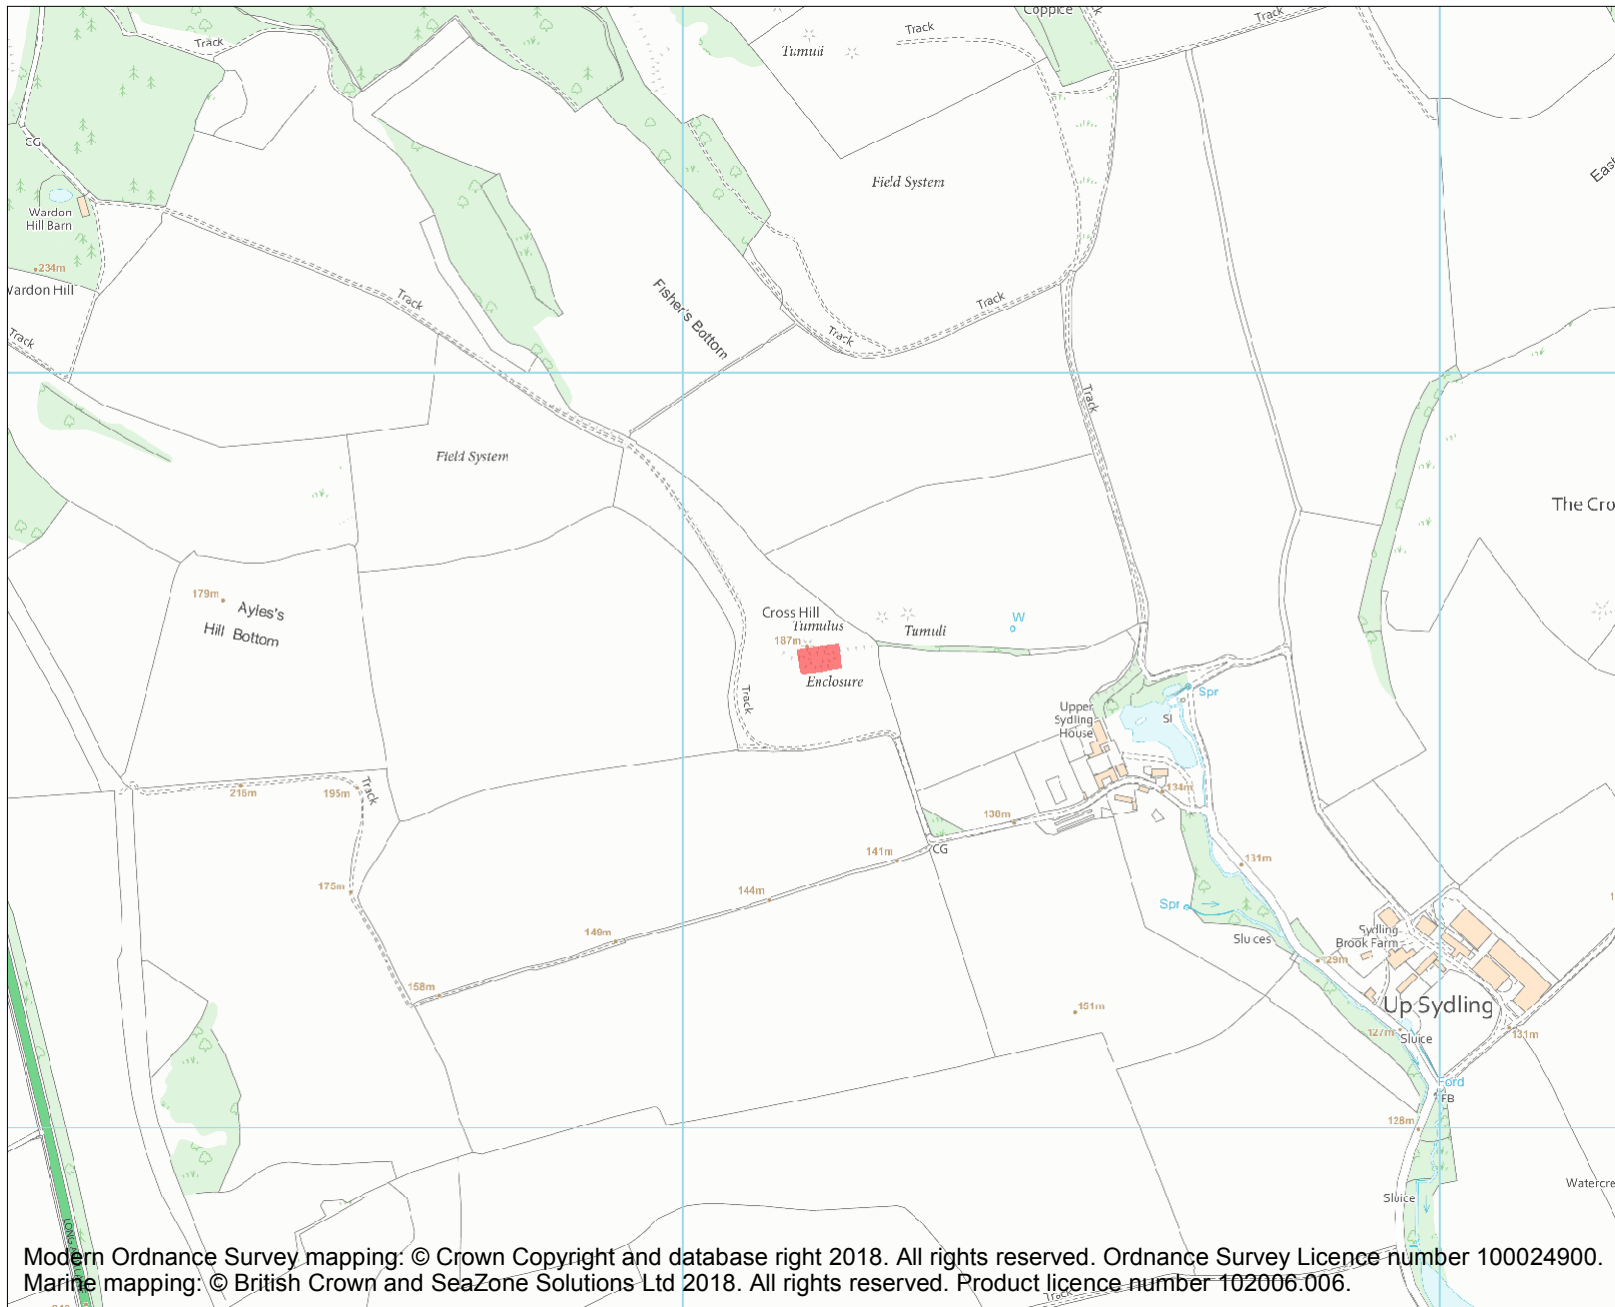 Coppice
Track
Track
Track
Tumuli
CG
Field System
Wardon
Hill Barn
234m
Wardon Hill
Track
Track
Fisher's Bottom
Track
Track
Track
Field System
The Cro
179m
Ayles's
Hill Bottom
Cross Hill
Tumulus
187m
Tumuli
W
Enclosure
Track
Upper
Sydling
House
Spr
SI
Track
216m
195m
134m
138m
CG
141m
131m
175m
144m
Spr
149m
Sluices
Sydling
Brook Farm
129m
158m
151m
Up Sydling
127m
Sluice
131m
Ford
FB
128m
Watercre
Sluice
Modern Ordnance Survey mapping: © Crown Copyright and database right 2018. All rights reserved. Ordnance Survey Licence number 100024900.
Marine mapping: © British Crown and SeaZone Solutions Ltd 2018. All rights reserved. Product licence number 102006.006.
Track